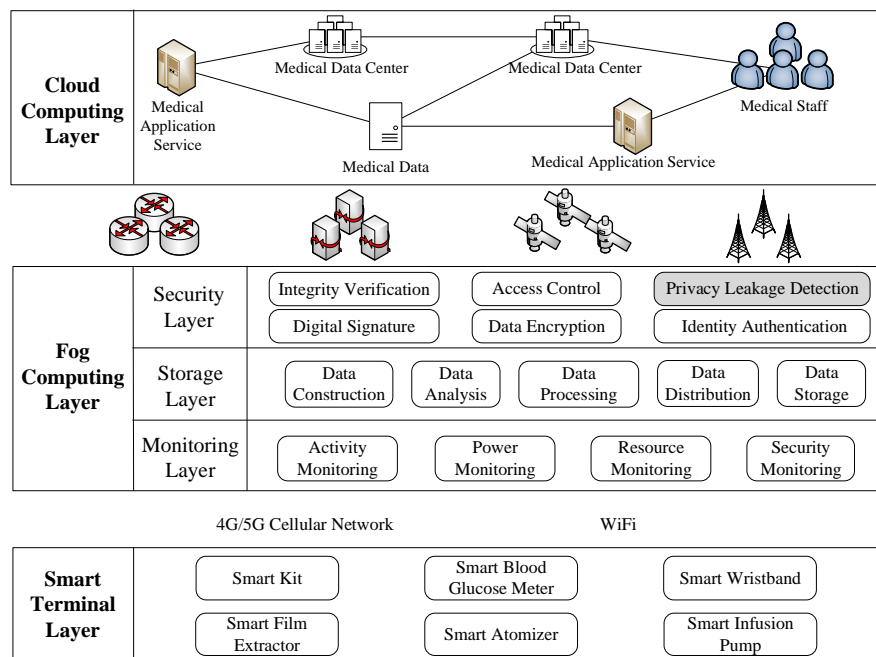 Cloud
Computing
Layer
Medical
Application
Service
Medical Data Center
Medical Data Center
Medical Staff
Medical Data
Medical Application Service
Fog
Computing
Layer
Security
Layer
Integrity Verification
Access Control
Privacy Leakage Detection
Digital Signature
Data Encryption
Identity Authentication
Storage
Layer
Data
Construction
Data
Analysis
Data
Processing
Data
Distribution
Data
Storage
Monitoring
Layer
Activity
Monitoring
Power
Monitoring
Resource
Monitoring
Security
Monitoring
4G/5G Cellular Network
WiFi
Smart
Terminal
Layer
Smart Kit
Smart Blood
Glucose Meter
Smart Wristband
Smart Film
Extractor
Smart Atomizer
Smart Infusion
Pump